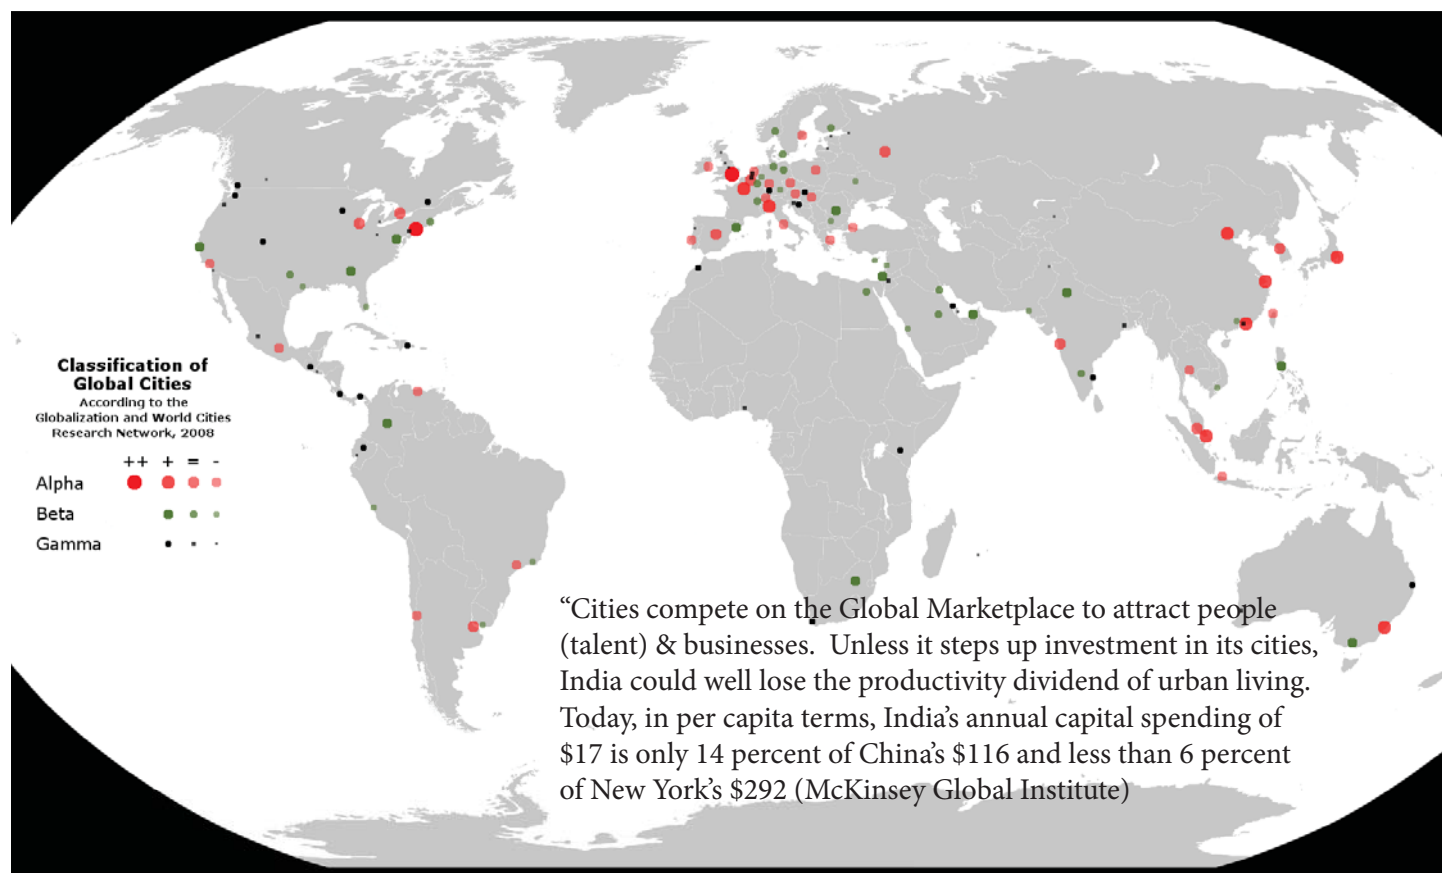 Classification of
Global Cities
According to the
Globalization and World Cities
Research Network, 2008
++ + = -
Alpha
Beta
Gamma
“Cities compete on the Global Marketplace to attract people
(talent) & businesses.  Unless it steps up investment in its cities,
India could well lose the productivity dividend of urban living.
Today, in per capita terms, India’s annual capital spending of
$17 is only 14 percent of China’s $116 and less than 6 percent
of New York’s $292 (McKinsey Global Institute)